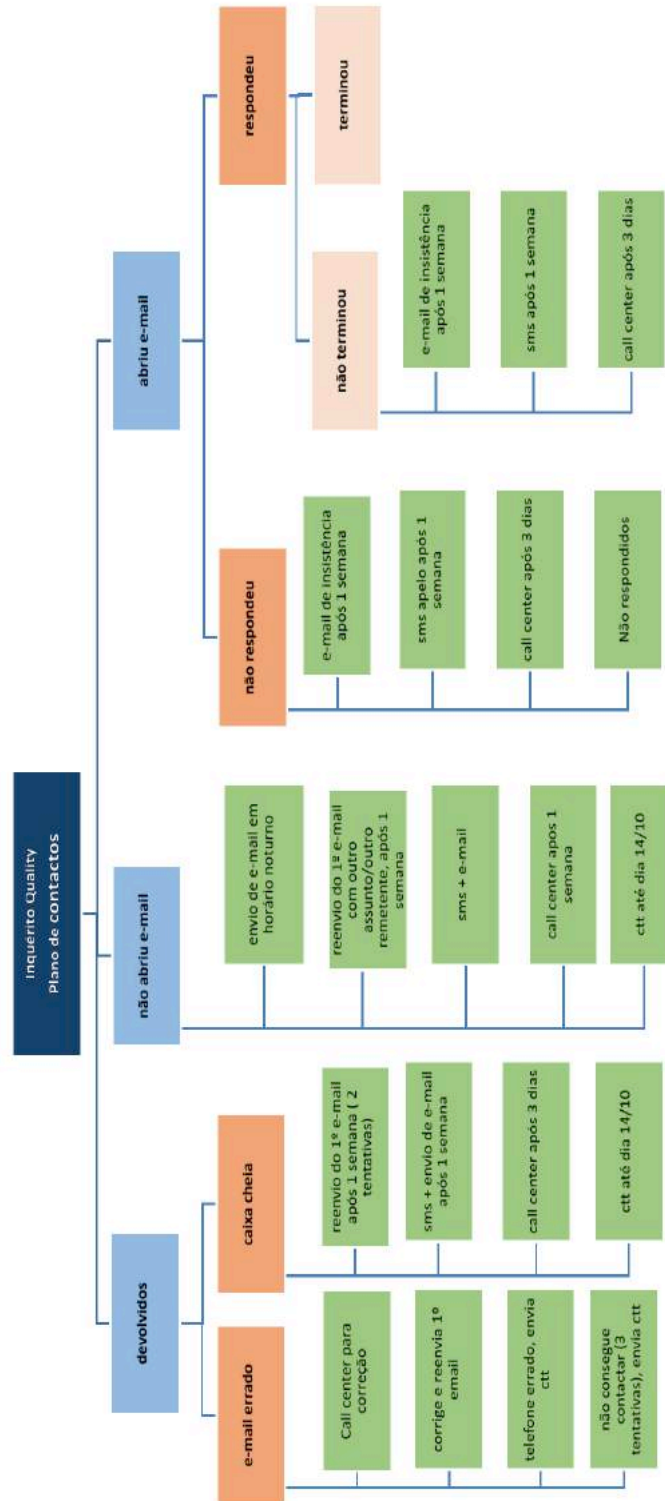 Inquérito Quality
Plano de contactos
devolvidos
não abriu e-mail
abriu e-mail
e-mail errado
caixa cheia
não respondeu
respondeu
Call center para
correção
corrige e reenvia 1º
email
telefone errado, envia
ctt
não consegue
contactar (3
tentativas), envia ctt
reenvio do 1º e-mail
após 1 semana ( 2
tentativas)
sms + envio de e-mail
após 1 semana
call center após 3 dias
ctt até dia 14/10
envio de e-mail em
horário noturno
reenvio do 1º e-mail
com outro
assunto/outro
remetente, após 1
semana
sms + e-mail
call center apos 1
semana
ctt até dia 14/10
e-mail de insistência
após 1 semana
sms apelo após 1
semana
call center após 3 dias
Não respondidos
não terminou
terminou
e-mail de insistência
após 1 semana
sms após 1 semana
call center após 3 dias